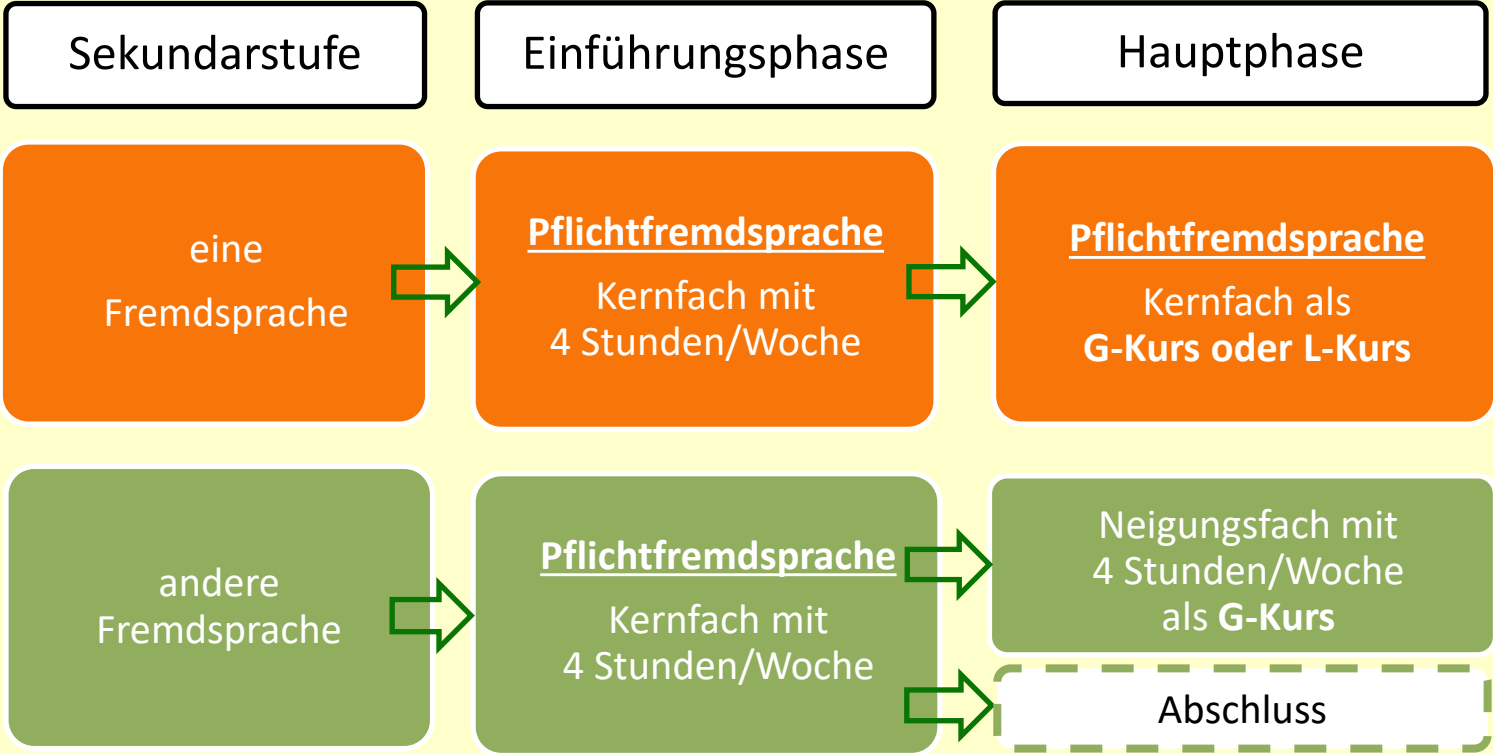 Sekundarstufe
Einführungsphase
Hauptphase
eine
Fremdsprache
Pflichtfremdsprache
Kernfach mit
4 Stunden/Woche
Pflichtfremdsprache
Kernfach als
G-Kurs oder L-Kurs
andere
Fremdsprache
Pflichtfremdsprache
Kernfach mit
4 Stunden/Woche
Neigungsfach mit
4 Stunden/Woche
als G-Kurs
Abschluss